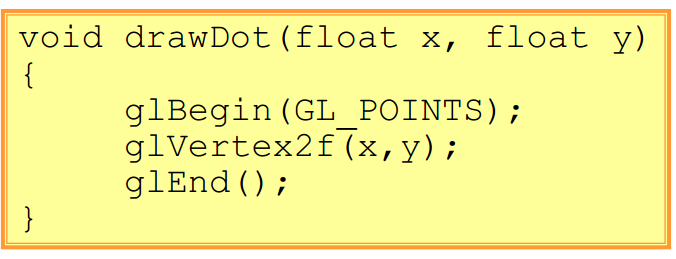 void drawDot(float x, float y)
{
     glBegin(GL_POINTS);
     glVertex2f(x,y);
     glEnd();
}